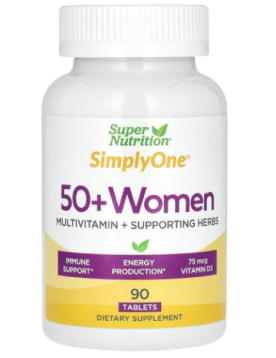 Super
Nutrition®
SimplyOne®
50+Women
MULTIVITAMIN + SUPPORTING HERBS
IMMUNE
SUPPORT*
ENERGY
PRODUCTION*
75 mcg
VITAMIN D3
90
TABLETS
DIETARY SUPPLEMENT